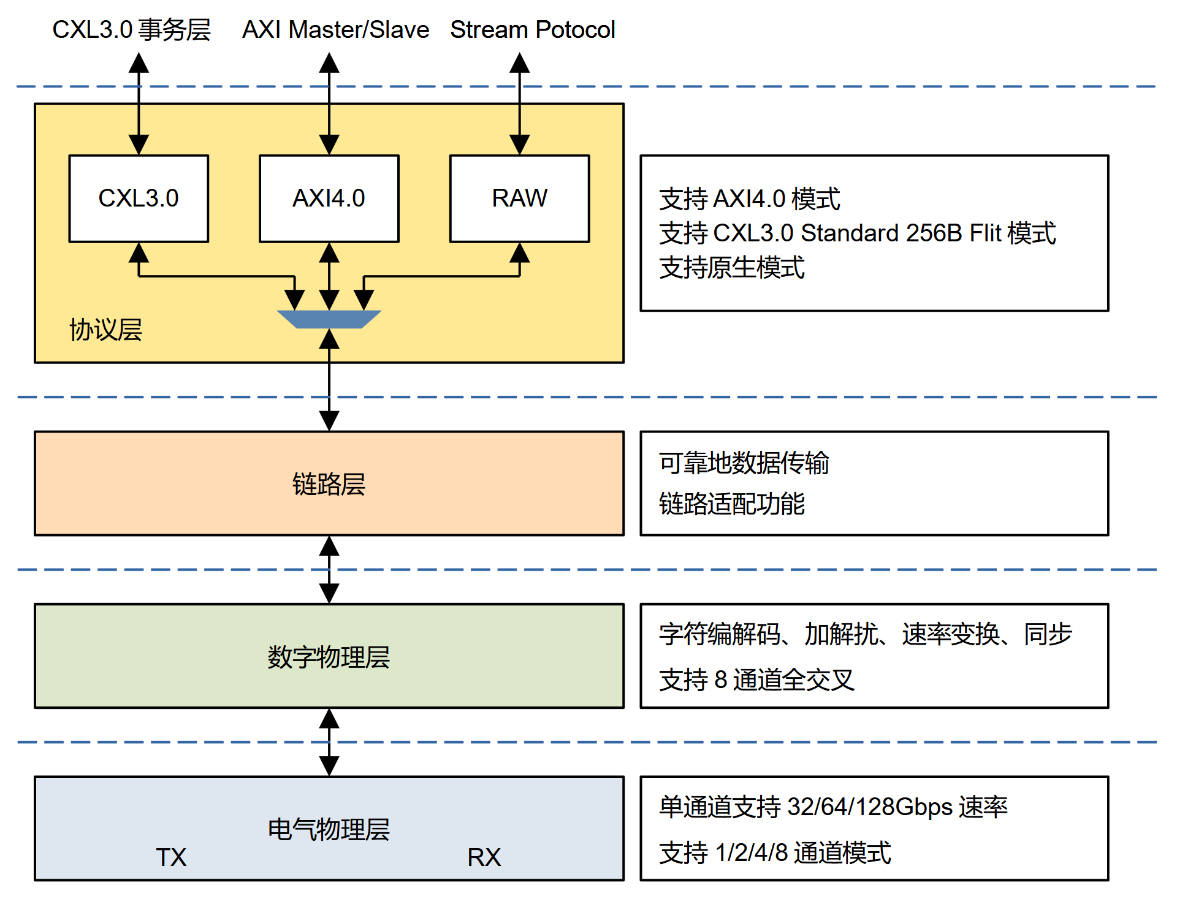 CXL3.0 事务层 AXI Master/Slave Stream Potocol
CXL3.0 AXI4.0 RAW
协议层
支持 AXI4.0 模式
支持 CXL3.0 Standard 256B Flit 模式
支持原生模式
链路层
可靠地数据传输
链路适配功能
数字物理层
字符编解码、加解扰、速率变换、同步
支持 8 通道全交叉
电气物理层
TX RX
单通道支持 32/64/128Gbps 速率
支持 1/2/4/8 通道模式